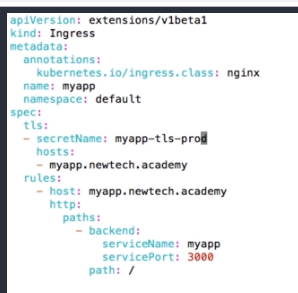 apiVersion: extensions/v1beta1
kind: Ingress
metadata:
  annotations:
    kubernetes.io/ingress.class: nginx
  name: myapp
  namespace: default
spec:
  tls:
  - secretName: myapp-tls-prod
    hosts:
    - myapp.newtech.academy
  rules:
    - host: myapp.newtech.academy
      http:
        paths:
          - backend:
              serviceName: myapp
              servicePort: 3000
            path: /